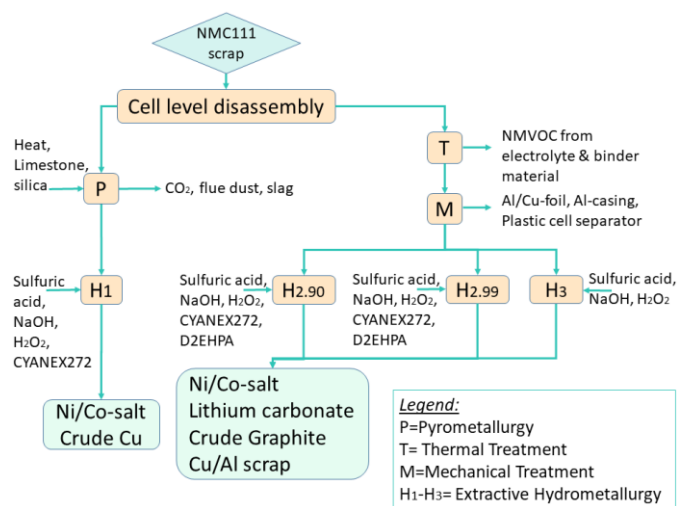 NMC111
scrap
Cell level disassembly
Heat,
Limestone,
silica
P
CO₂, flue dust, slag
T
NMVOC from
electrolyte & binder
material
M
Al/Cu-foil, Al-casing,
Plastic cell separator
Sulfuric
acid,
NaOH,
H₂O₂,
CYANEX272
H1
Sulfuric acid,
NaOH, H₂O₂,
CYANEX272,
D2EHPA
H2.90
Sulfuric acid,
NaOH, H₂O₂,
CYANEX272,
D2EHPA
H2.99
H3
Sulfuric acid,
NaOH, H₂O₂
Ni/Co-salt
Crude Cu
Ni/Co-salt
Lithium carbonate
Crude Graphite
Cu/Al scrap
Legend:
P=Pyrometallurgy
T= Thermal Treatment
M=Mechanical Treatment
H1-H3= Extractive Hydrometallurgy